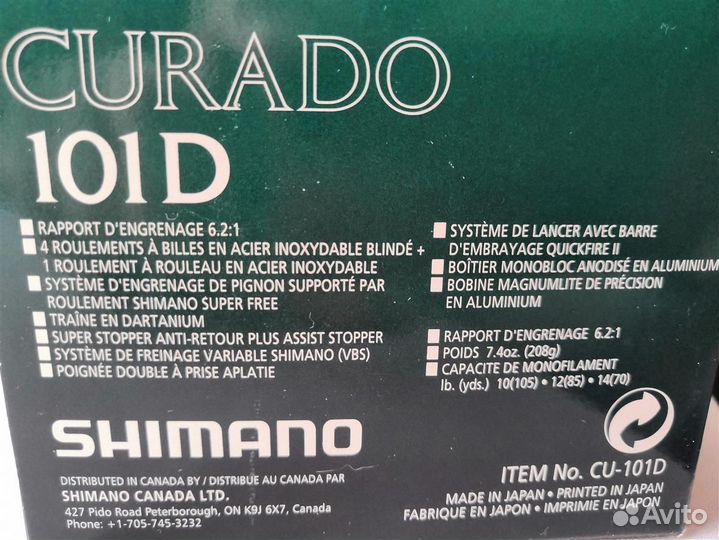 CURADO
101D
RAPPORT D'ENGRENAGE 6.2:1
4 ROULEMENTS À BILLES EN ACIER INOXYDABLE BLINDÉ +
1 ROULEMENT À ROULEAU EN ACIER INOXYDABLE
SYSTÈME D'ENGRENAGE DE PIGNON SUPPORTÉ PAR
ROULEMENT SHIMANO SUPER FREE
TRAÎNE EN DARTANIUM
SUPER STOPPER ANTI-RETOUR PLUS ASSIST STOPPER
SYSTÈME DE FREINAGE VARIABLE SHIMANO (VBS)
POIGNÉE DOUBLE À PRISE APLATIE
SYSTÈME DE LANCER AVEC BARRE
D'EMBRAYAGE QUICKFIRE II
BOÎTIER MONOBLOC ANODISÉ EN ALUMINIUM
BOBINE MAGNUMLITE DE PRÉCISION
EN ALUMINIUM
RAPPORT D'ENGRENAGE 6.2:1
POIDS 7.4oz. (208g)
CAPACITE DE MONOFILAMENT
lb. (yds.) 10(105) • 12(85) • 14(70)
SHIMANO
DISTRIBUTED IN CANADA BY / DISTRIBUE AU CANADA PAR
SHIMANO CANADA LTD.
427 Pido Road Peterborough, ON K9J 6X7, Canada
Phone: +1-705-745-3232
ITEM No. CU-101D
MADE IN JAPAN • PRINTED IN JAPAN
FABRIQUE EN JAPON • IMPRIMIE EN JAPON
Avito